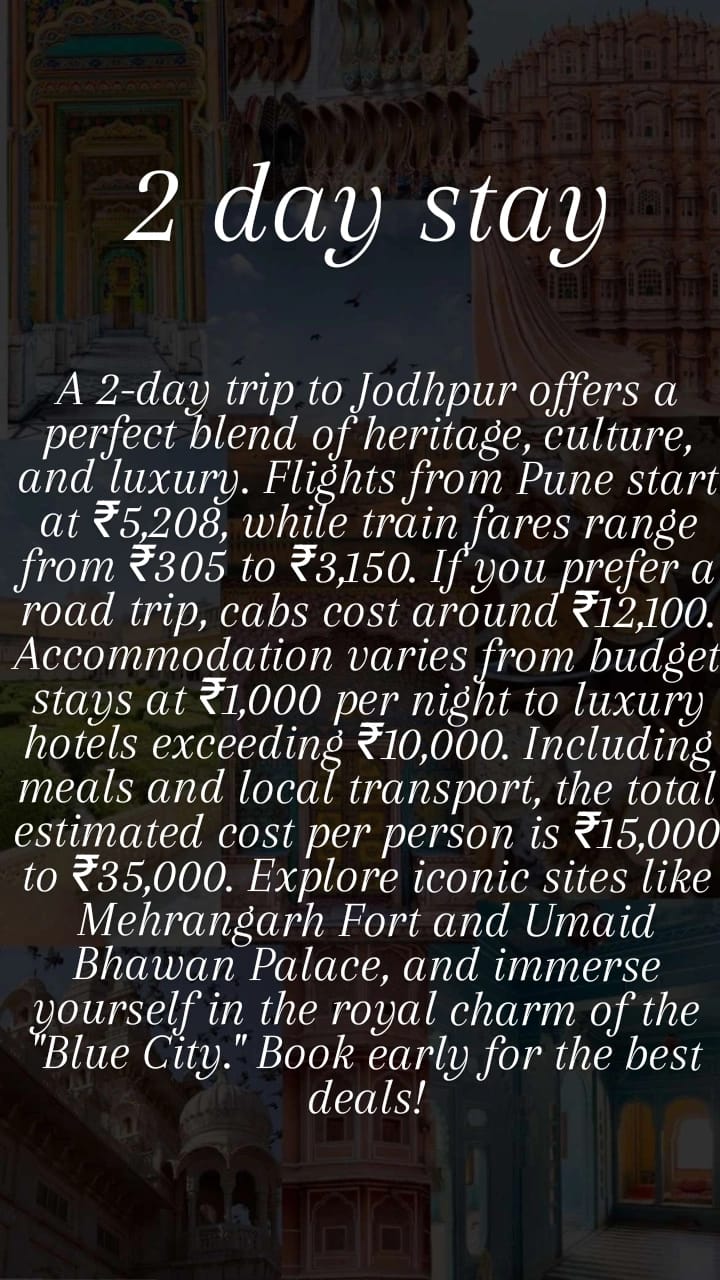 2 day stay
A 2-day trip to Jodhpur offers a
perfect blend of heritage, culture,
and luxury. Flights from Pune start
at ₹5,208, while train fares range
from ₹305 to ₹3,150. If you prefer a
road trip, cabs cost around ₹12,100.
Accommodation varies from budget
stays at ₹1,000 per night to luxury
hotels exceeding ₹10,000. Including
meals and local transport, the total
estimated cost per person is ₹15,000
to ₹35,000. Explore iconic sites like
Mehrangarh Fort and Umaid
Bhawan Palace, and immerse
yourself in the royal charm of the
"Blue City." Book early for the best
deals!